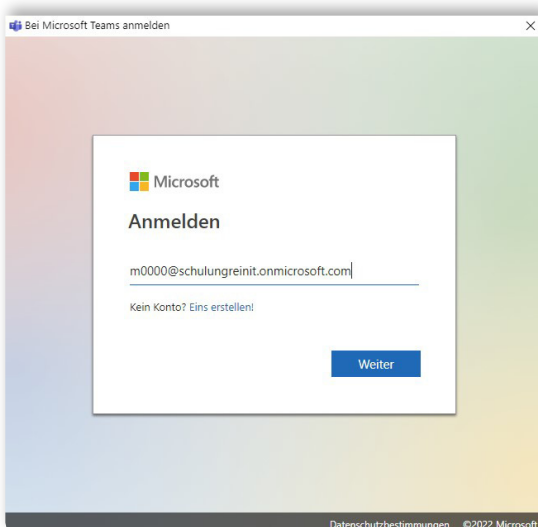 Bei Microsoft Teams anmelden
Microsoft
Anmelden
m0000@schulungreinit.onmicrosoft.com
Kein Konto? Eins erstellen!
Weiter
Datenschutzbestimmungen ©2022 Microsoft